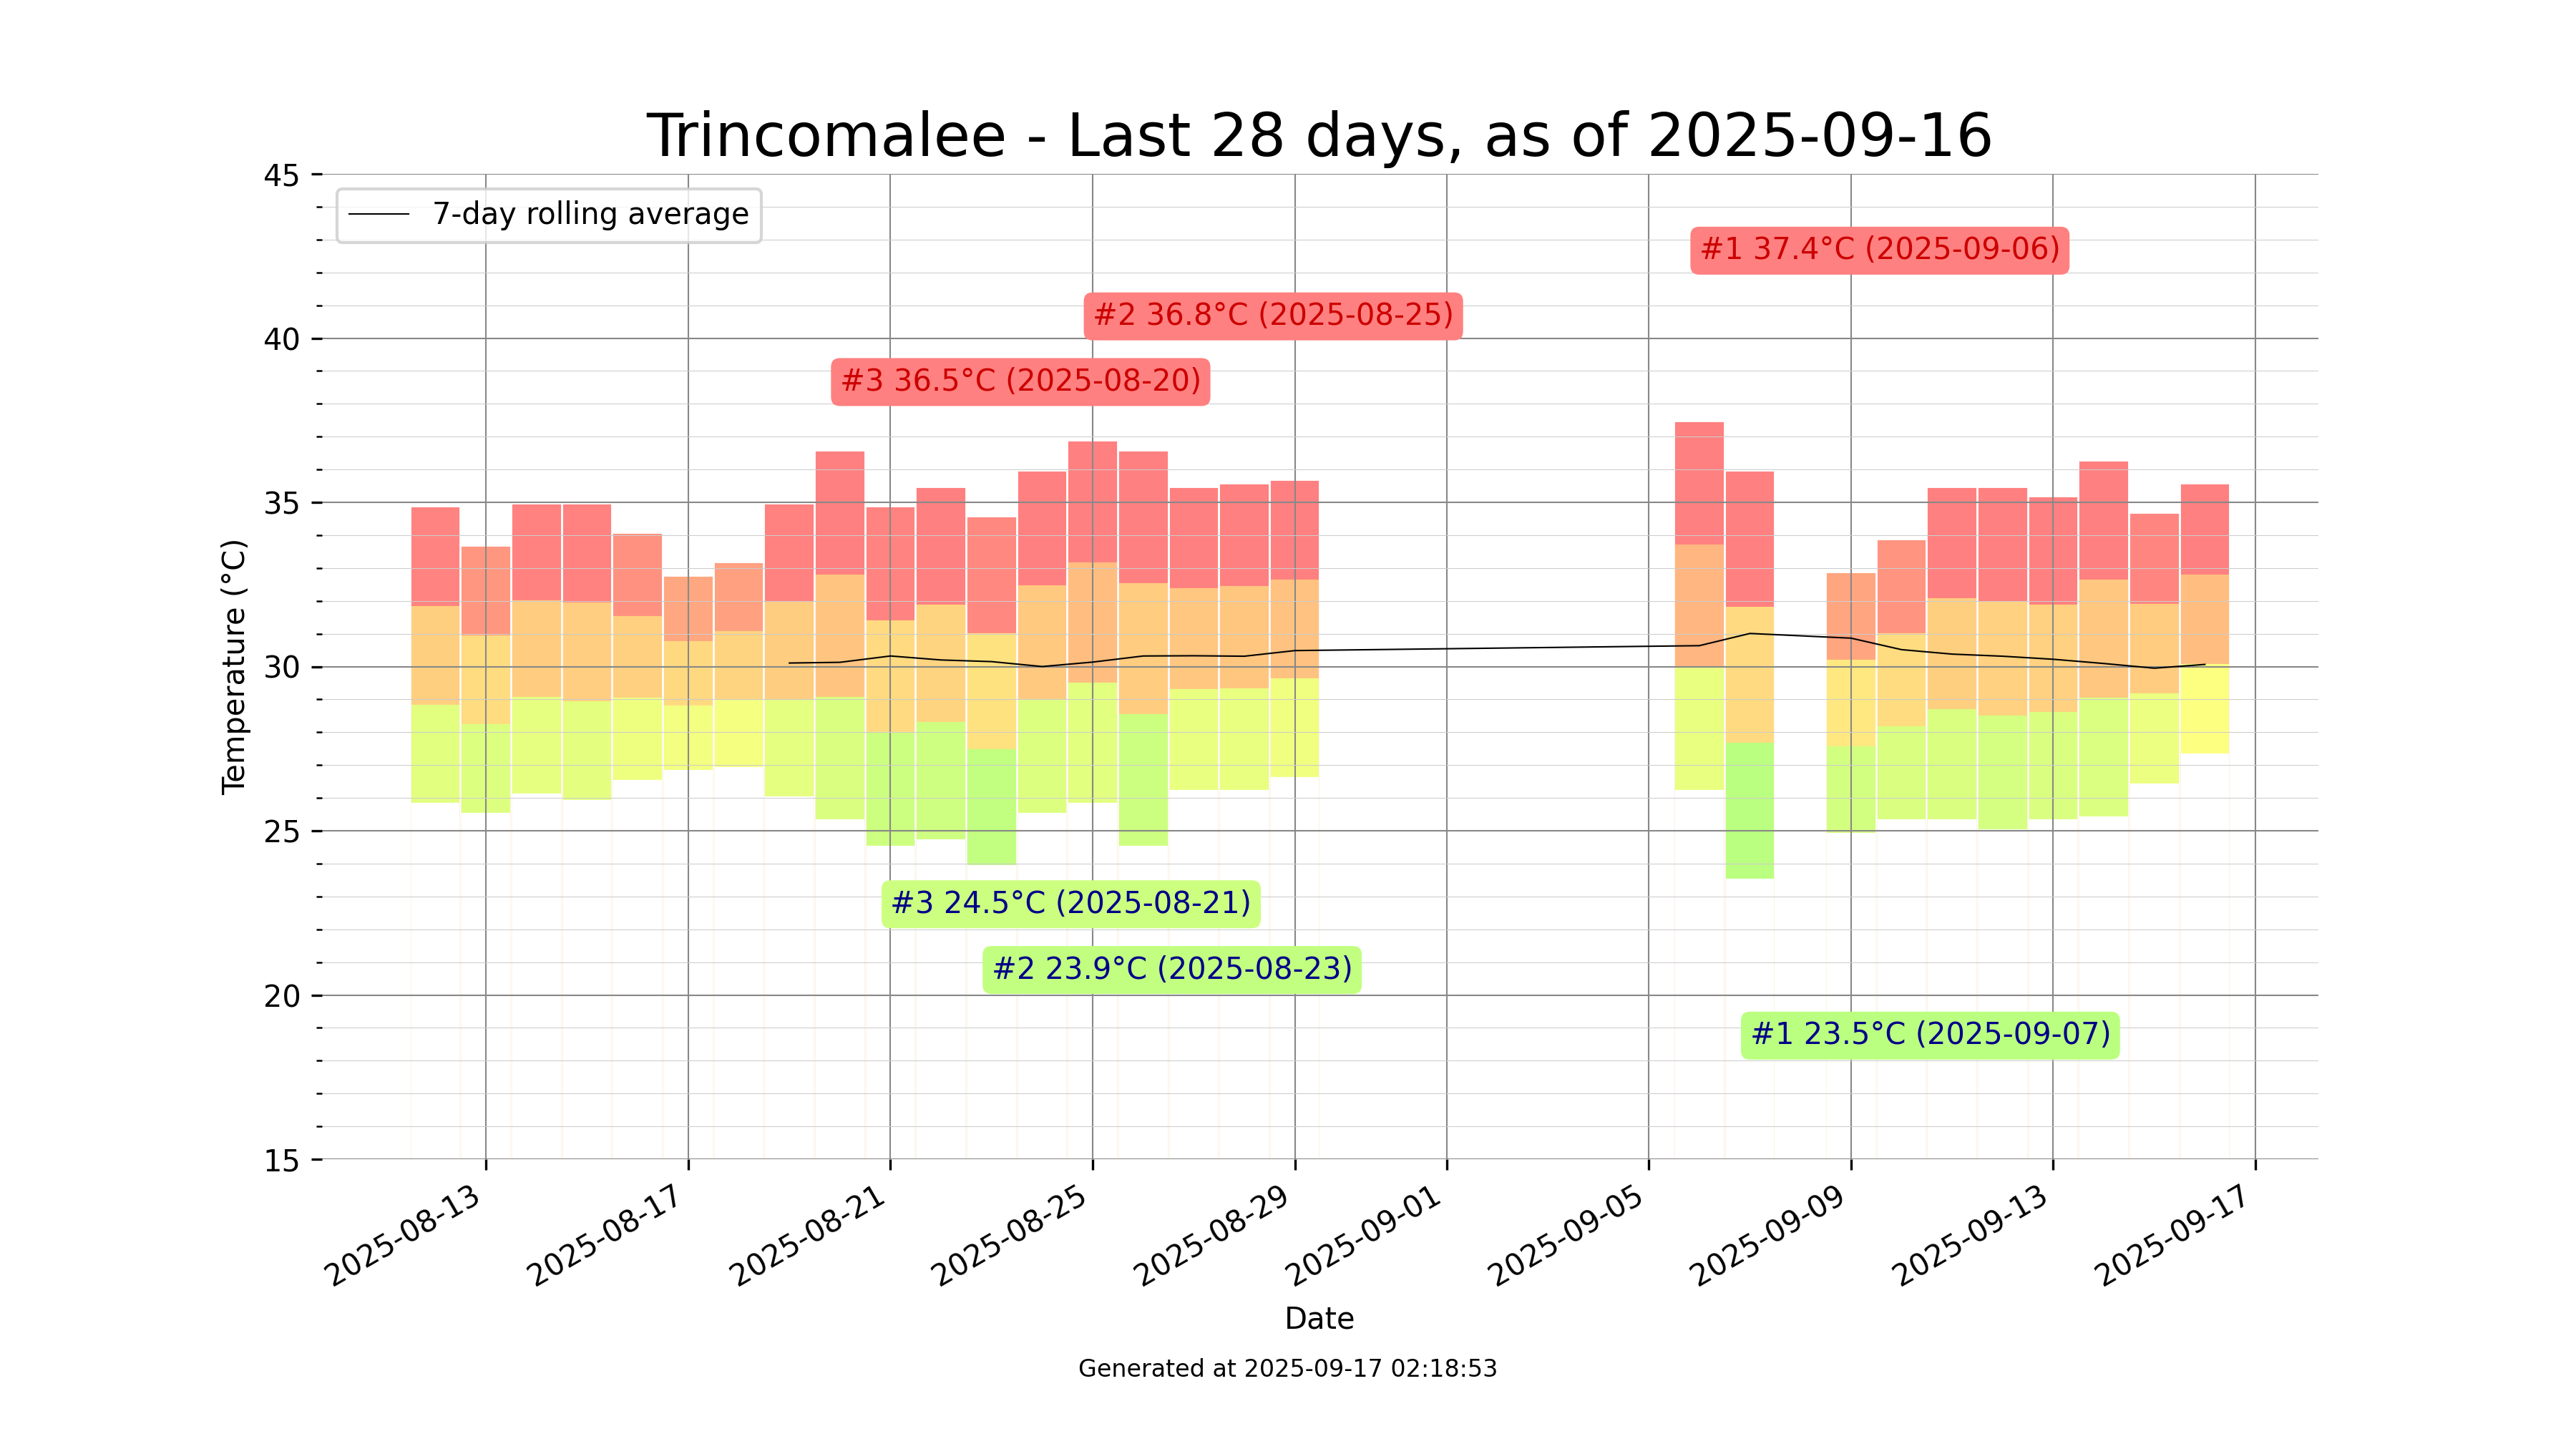 Trincomalee - Last 28 days, as of 2025-09-16
7-day rolling average
45
40
35
30
25
20
15
Temperature (°C)
#1 37.4°C (2025-09-06)
#2 36.8°C (2025-08-25)
#3 36.5°C (2025-08-20)
#3 24.5°C (2025-08-21)
#2 23.9°C (2025-08-23)
#1 23.5°C (2025-09-07)
2025-08-13
2025-08-17
2025-08-21
2025-08-25
2025-08-29
2025-09-01
2025-09-05
2025-09-09
2025-09-13
2025-09-17
Date
Generated at 2025-09-17 02:18:53